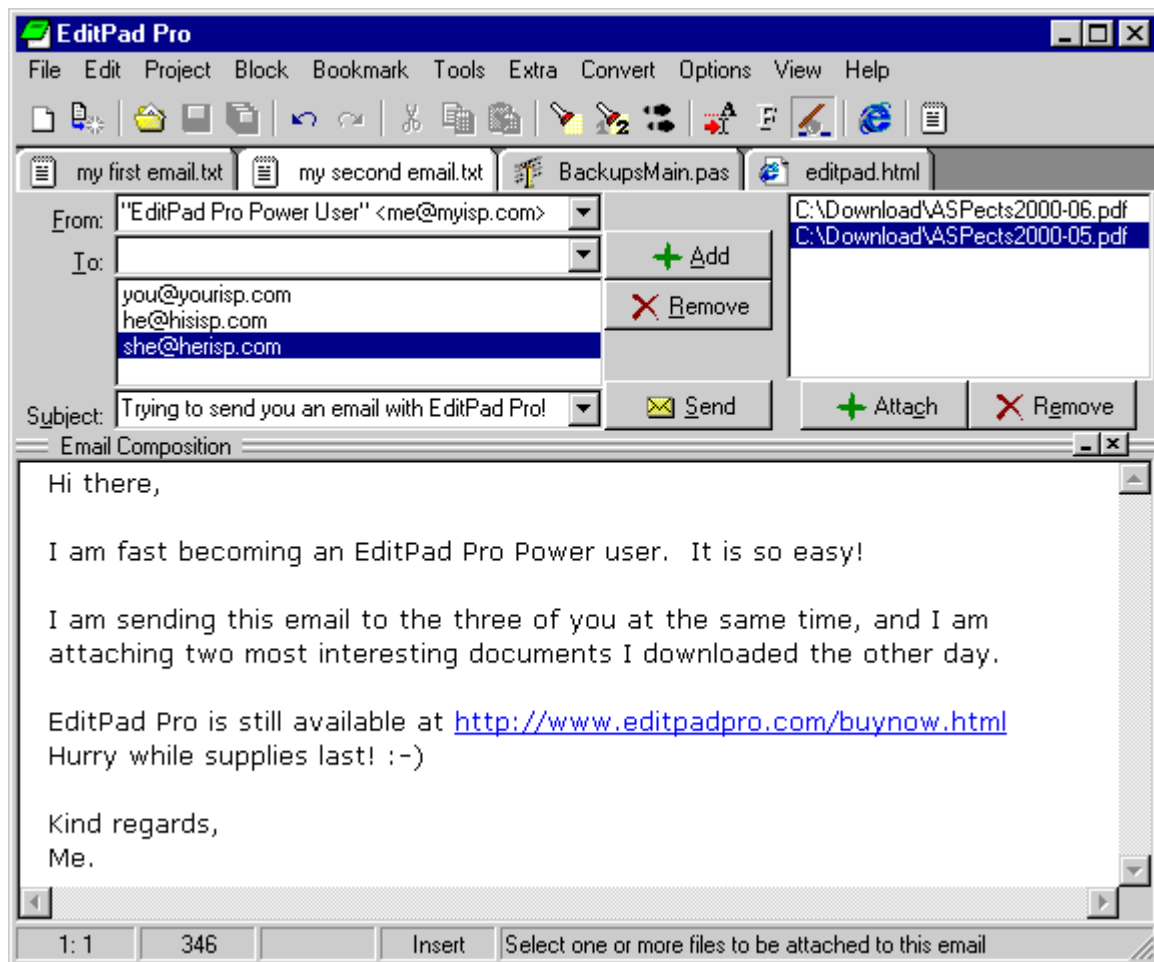 EditPad Pro
File Edit Project Block Bookmark Tools Extra Convert Options View Help
my first email.txt my second email.txt BackupsMain.pas editpad.html
From: "EditPad Pro Power User" <me@myisp.com>
To:
you@yourisp.com
he@hisisp.com
she@herisp.com
Add
Remove
C:\Download\ASPects2000-06.pdf
C:\Download\ASPects2000-05.pdf
Subject: Trying to send you an email with EditPad Pro!
Send
Attach Remove
Email Composition
Hi there,
I am fast becoming an EditPad Pro Power user.  It is so easy!
I am sending this email to the three of you at the same time, and I am
attaching two most interesting documents I downloaded the other day.
EditPad Pro is still available at http://www.editpadpro.com/buynow.html
Hurry while supplies last! :-)
Kind regards,
Me.
1: 1 346 Insert Select one or more files to be attached to this email